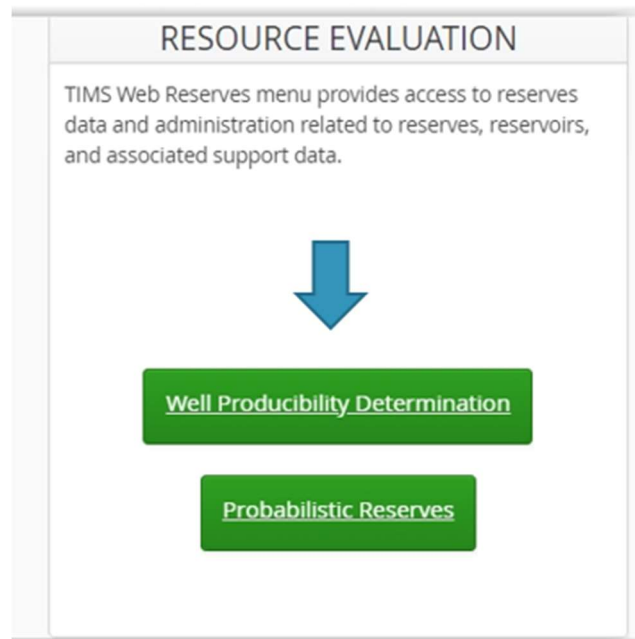 RESOURCE EVALUATION
TIMS Web Reserves menu provides access to reserves
data and administration related to reserves, reservoirs,
and associated support data.
Well Producibility Determination
Probabilistic Reserves